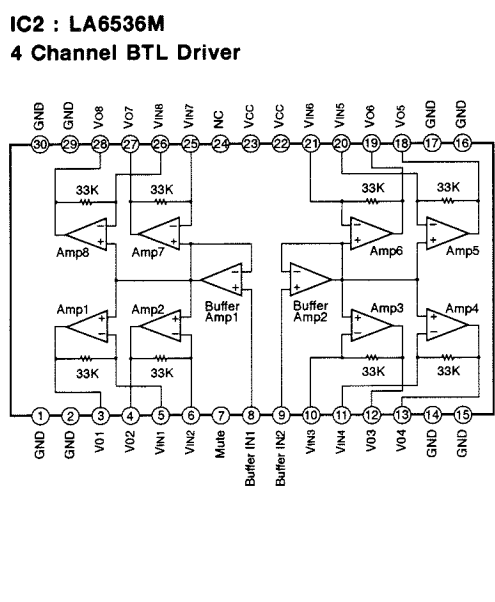 IC2 : LA6536M
4 Channel BTL Driver
GND GND VO8 VO7 VIN8 VIN7 NC VCC VCC VIN6 VIN5 VO6 VO5 GND GND
30 29 28 27 26 25 24 23 22 21 20 19 18 17 16
33K 33K 33K 33K
Amp8 Amp7 Amp6 Amp5
Buffer Amp1
Buffer Amp2
Amp1 Amp2 Amp3 Amp4
33K 33K 33K 33K
1 2 3 4 5 6 7 8 9 10 11 12 13 14 15
GND GND V01 V02 VIN1 VIN2 Mute Buffer IN1 Buffer IN2 VIN3 VIN4 V03 V04 GND GND